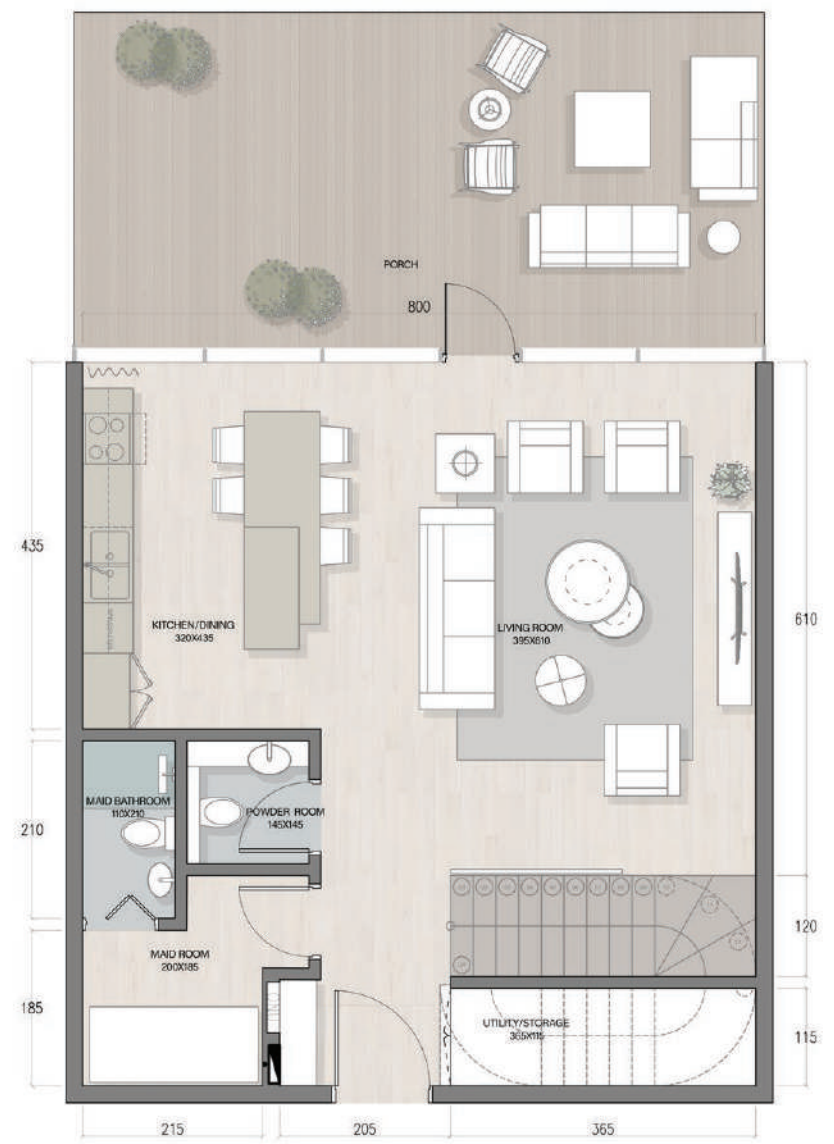 PORCH
800
435
KITCHEN/DINING
320X435
LIVING ROOM
395X610
610
MAID BATHROOM
110X210
POWDER ROOM
145X145
210
120
MAID ROOM
200X185
185
UTILITY/STORAGE
365X115
115
215
205
365